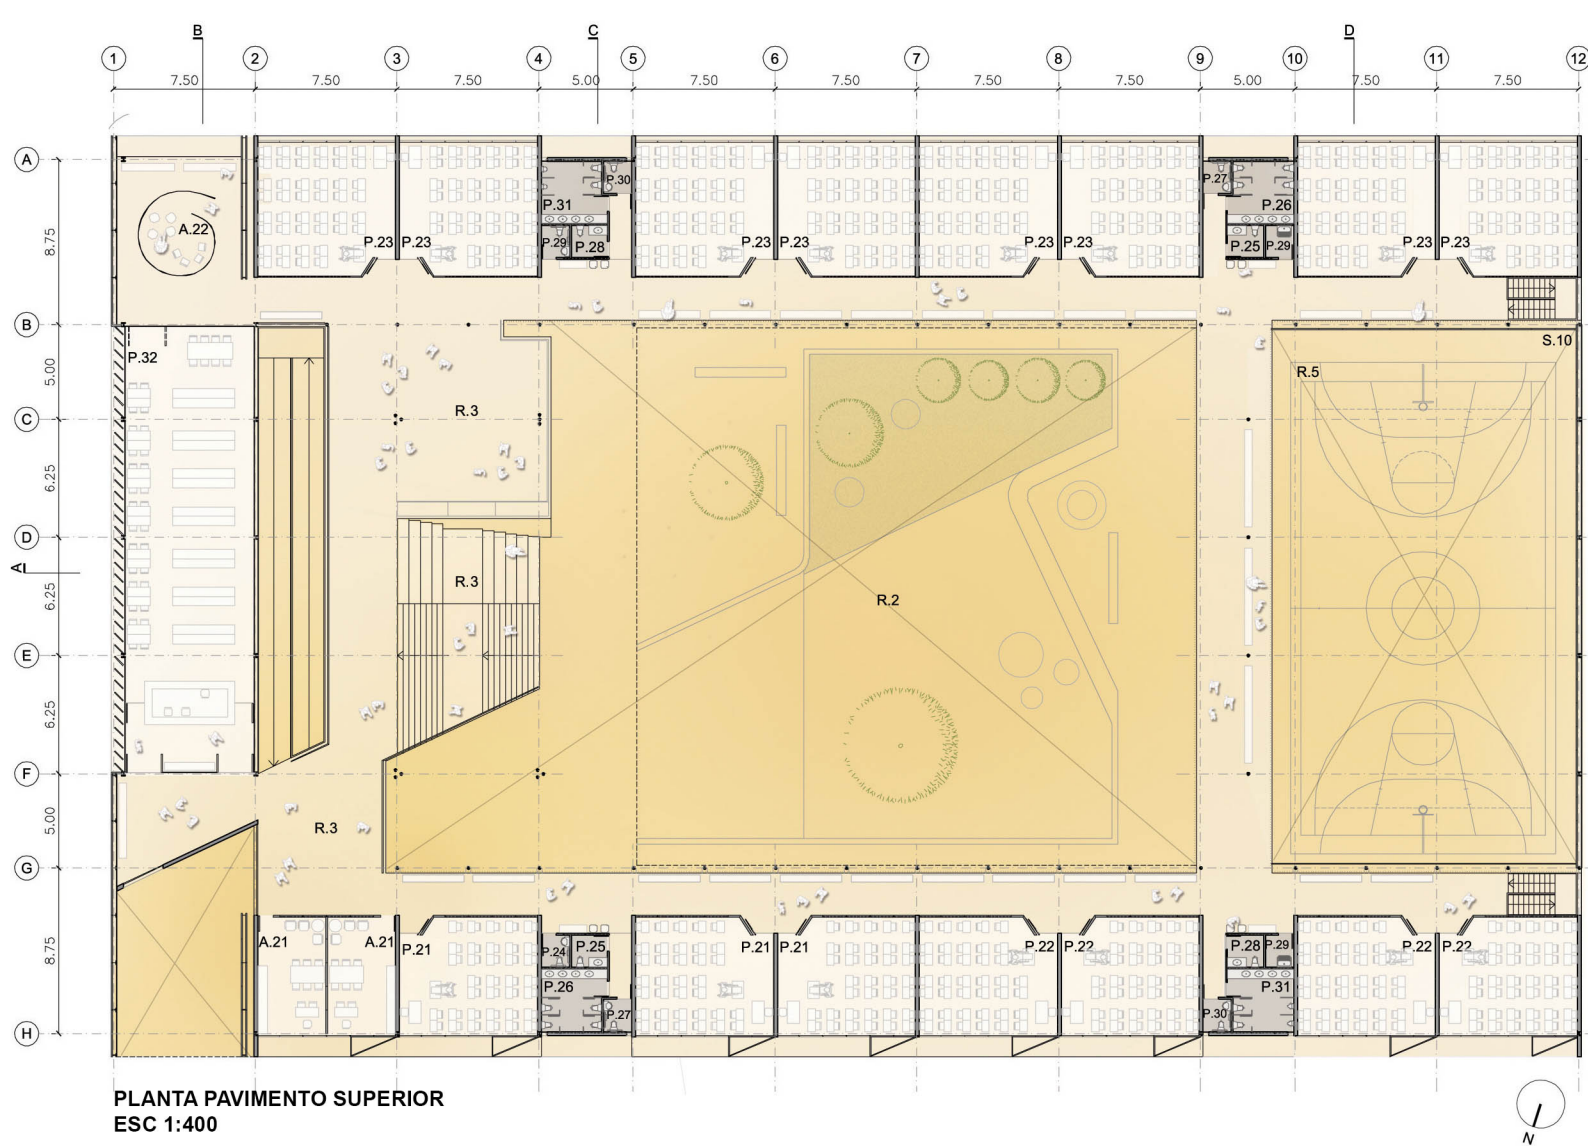 B C D
1 2 3 4 5 6 7 8 9 10 11 12
7.50 7.50 7.50 5.00 7.50 7.50 7.50 7.50 5.00 7.50 7.50
A
P.30 P.27
P.31 P.26
A.22
8.75
P.23 P.23 P.29 P.28 P.23 P.23 P.23 P.23 P.25 P.29 P.23 P.23
B
P.32 S.10
5.00 R.5
R.3
C
6.25
D
A
R.3
6.25 R.2
E
6.25
F
5.00
R.3
G
8.75
A.21 A.21 P.21 P.24 P.25 P.21 P.21 P.22 P.22 P.28 P.29 P.22 P.22
P.26 P.31
P.27 P.30
H
PLANTA PAVIMENTO SUPERIOR
ESC 1:400
N